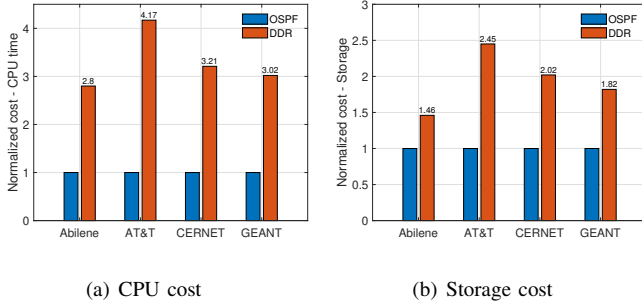 OSPF
DDR
Normalized cost - CPU time
4
3
2
1
0
2.8
4.17
3.21
3.02
Abilene
AT&T
CERNET
GEANT
(a) CPU cost
OSPF
DDR
Normalized cost - Storage
3
2.5
2
1.5
1
0.5
0
1.46
2.45
2.02
1.82
Abilene
AT&T
CERNET
GEANT
(b) Storage cost